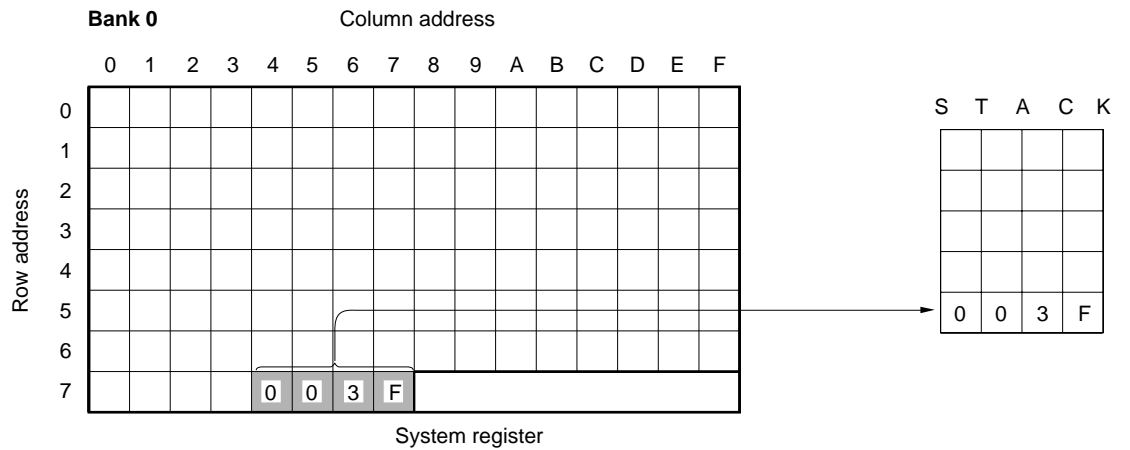 Bank 0 Column address
0 1 2 3 4 5 6 7 8 9 A B C D E F
S T A C K
Row address
0
1
2
3
4
5
6
7
0 0 3 F
0 0 3 F
System register